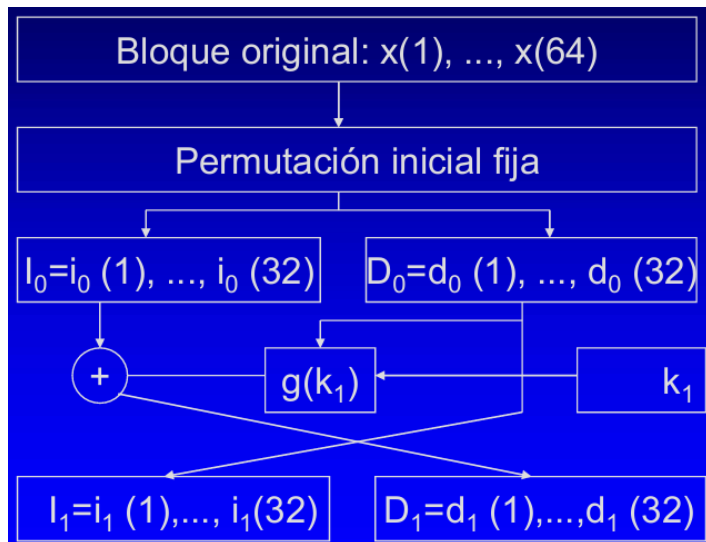 Bloque original: x(1), ..., x(64)
Permutación inicial fija
I₀=i₀ (1), ..., i₀ (32)
D₀=d₀ (1), ..., d₀ (32)
+
g(k₁)
k₁
I₁=i₁ (1),..., i₁(32)
D₁=d₁ (1),...,d₁ (32)